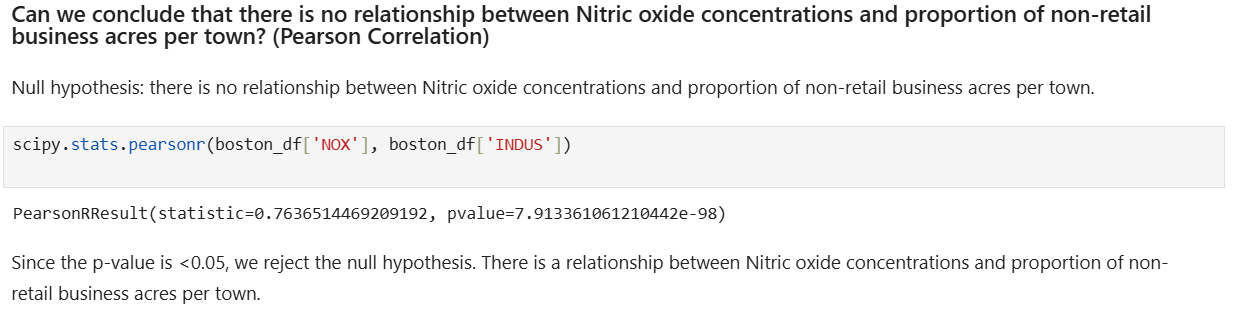 Can we conclude that there is no relationship between Nitric oxide concentrations and proportion of non-retail
business acres per town? (Pearson Correlation)
Null hypothesis: there is no relationship between Nitric oxide concentrations and proportion of non-retail business acres per town.
scipy.stats.pearsonr(boston_df['NOX'], boston_df['INDUS'])
PearsonRResult(statistic=0.7636514469209192, pvalue=7.913361061210442e-98)
Since the p-value is <0.05, we reject the null hypothesis. There is a relationship between Nitric oxide concentrations and proportion of non-
retail business acres per town.